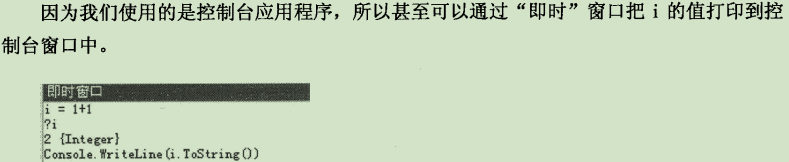 因为我们使用的是控制台应用程序，所以甚至可以通过“即时”窗口把 i 的值打印到控
制台窗口中。
即时窗口
i = 1+1
?i
2 {Integer}
Console.WriteLine(i.ToString())